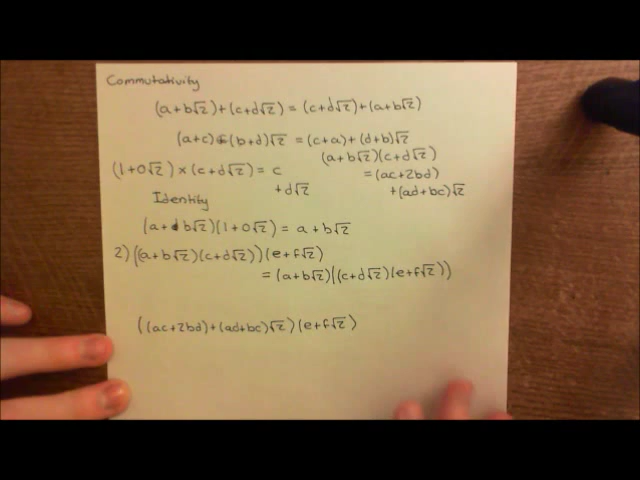 Commutativity
(a+b√2)+(c+d√2) = (c+d√2)+(a+b√2)
(a+c)+(b+d)√2 = (c+a)+(d+b)√2
(a+b√2)(c+d√2)
= (ac+2bd)
+(ad+bc)√2
(1+0√2)×(c+d√2) = c
+d√2
Identity
(a+b√2)(1+0√2) = a+b√2
2) ((a+b√2)(c+d√2))(e+f√2)
= (a+b√2)((c+d√2)(e+f√2))
((ac+2bd)+(ad+bc)√2)(e+f√2)